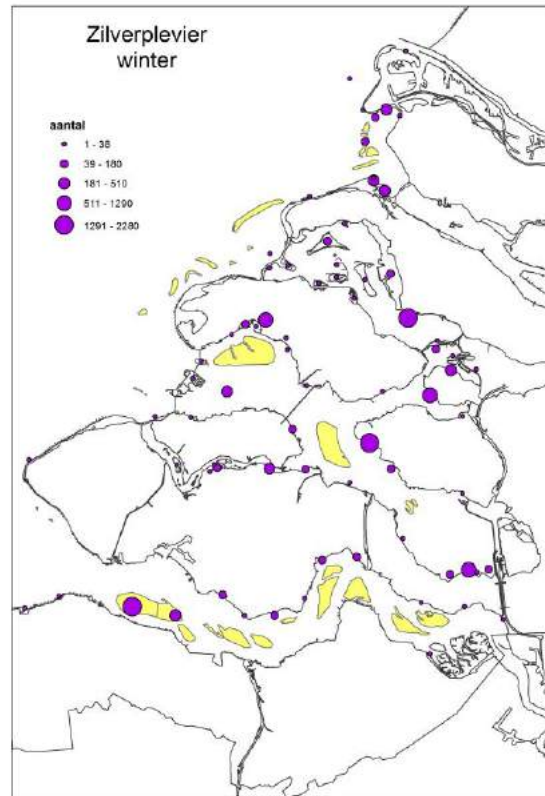 Zilverplevier
winter
aantal
1 - 38
39 - 180
181 - 510
511 - 1290
1291 - 2280